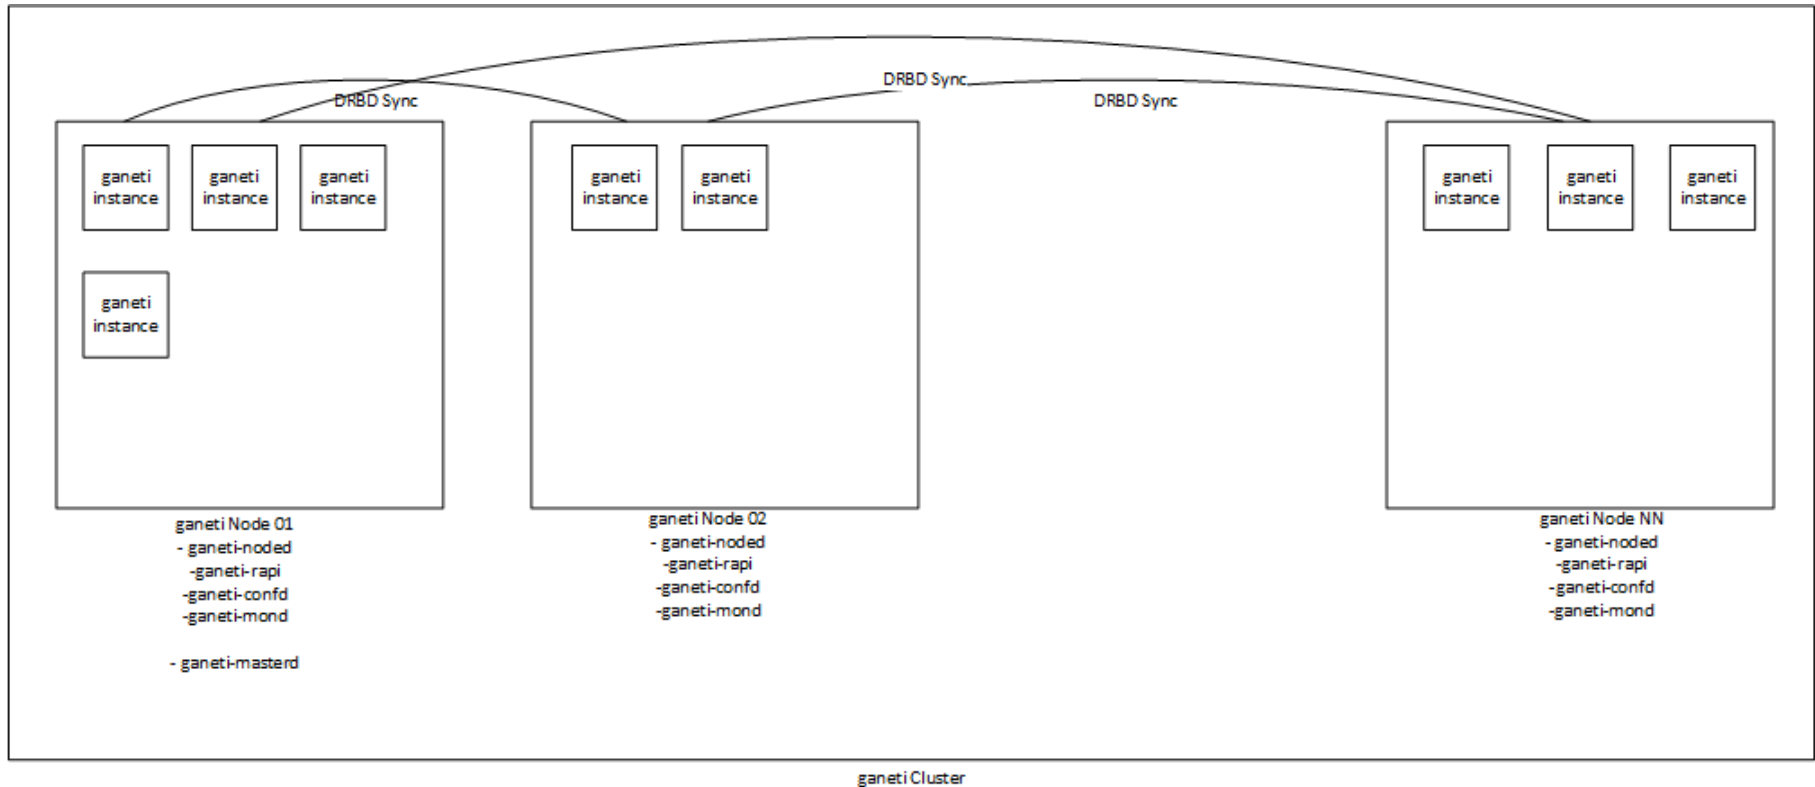 DRBD Sync
DRBD Sync
DRBD Sync
ganeti
instance
ganeti
instance
ganeti
instance
ganeti
instance
ganeti Node 01
- ganeti-noded
-ganeti-rapi
-ganeti-confd
-ganeti-mond
- ganeti-masterd
ganeti
instance
ganeti
instance
ganeti Node 02
- ganeti-noded
-ganeti-rapi
-ganeti-confd
-ganeti-mond
ganeti
instance
ganeti
instance
ganeti
instance
ganeti Node NN
- ganeti-noded
-ganeti-rapi
-ganeti-confd
-ganeti-mond
ganeti Cluster